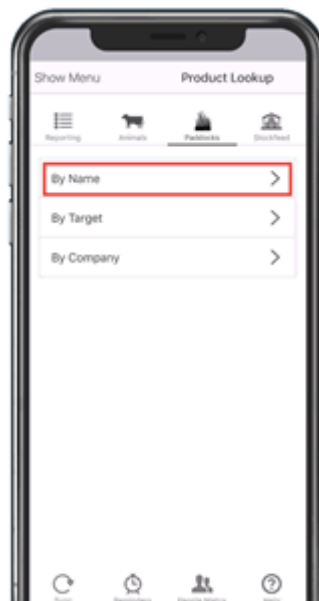 Show Menu Product Lookup
Reporting Animals Paddocks Stockfeed
By Name
By Target
By Company